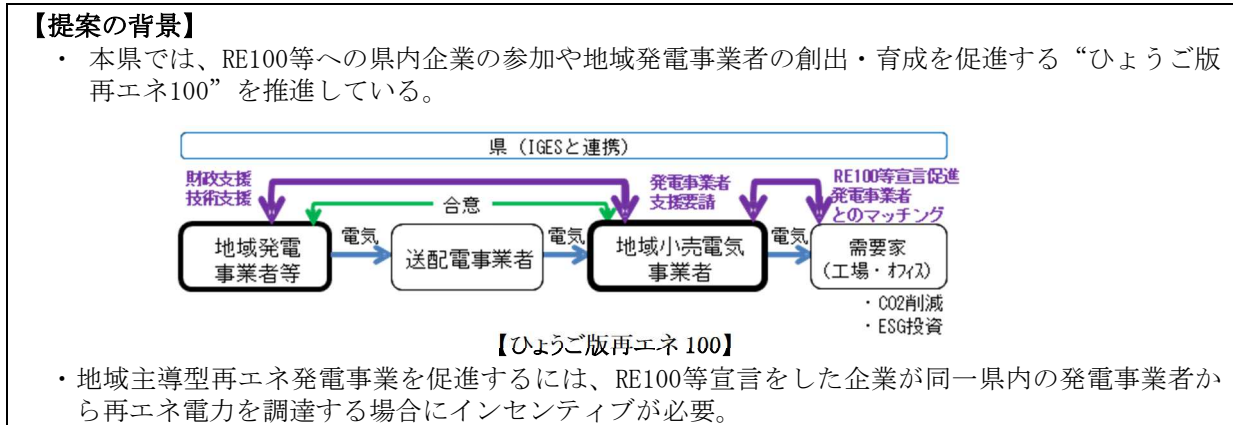 【提案の背景】
・ 本県では、RE100等への県内企業の参加や地域発電事業者の創出・育成を促進する“ひょうご版
再エネ100”を推進している。
県（IGESと連携）
財政支援
技術支援
発電事業者
支援要請
RE100等宣言促進
発電事業者
とのマッチング
合意
地域発電
事業者等
電気
送配電事業者
電気
地域小売電気
事業者
電気
需要家
（工場・オフィス）
・CO2削減
・ESG投資
【ひょうご版再エネ100】
・地域主導型再エネ発電事業を促進するには、RE100等宣言をした企業が同一県内の発電事業者か
ら再エネ電力を調達する場合にインセンティブが必要。